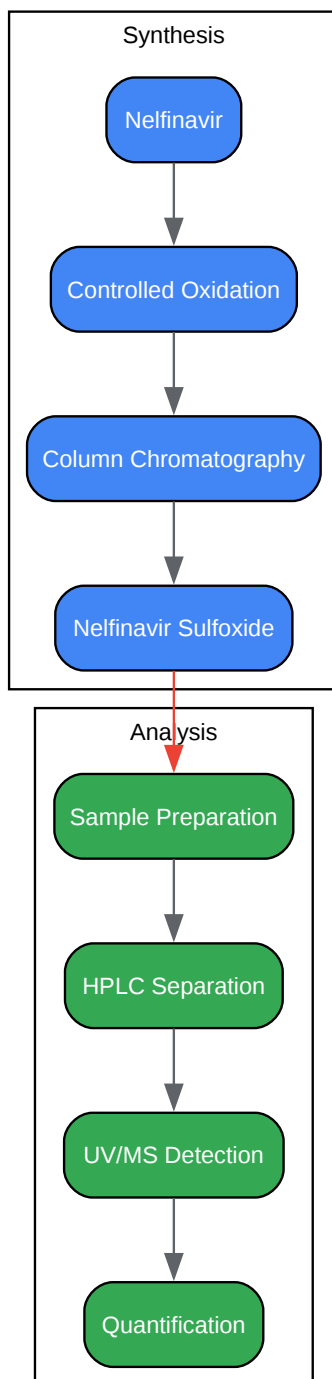 Synthesis
Nelfinavir
Controlled Oxidation
Column Chromatography
Nelfinavir Sulfoxide
Analysis
Sample Preparation
HPLC Separation
UV/MS Detection
Quantification